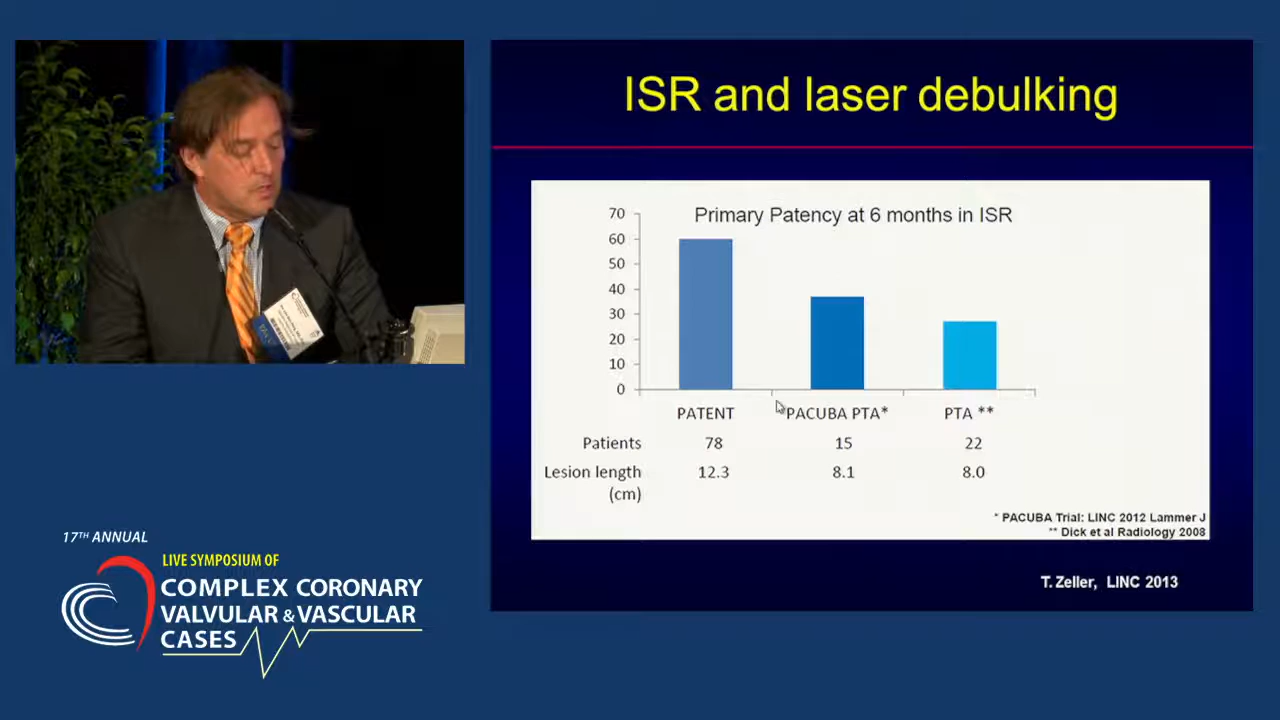 ISR and laser debulking
Primary Patency at 6 months in ISR
70
60
50
40
30
20
10
0
PATENT PACUBA PTA* PTA **
Patients 78 15 22
Lesion length 12.3 8.1 8.0
(cm)
* PACUBA Trial: LINC 2012 Lammer J
** Dick et al Radiology 2008
T. Zeller, LINC 2013
17TH ANNUAL
LIVE SYMPOSIUM OF
COMPLEX CORONARY
VALVULAR & VASCULAR
CASES